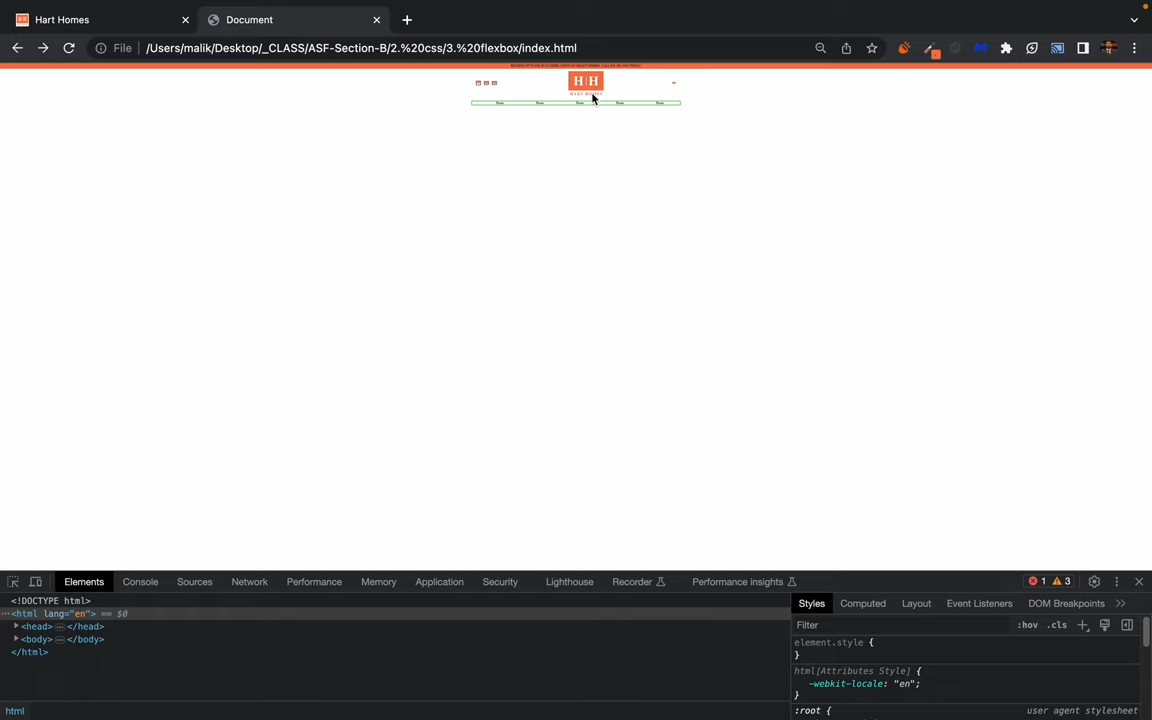 Hart Homes
Document
File
/Users/malik/Desktop/_CLASS/ASF-Section-B/2.%20css/3.%20flexbox/index.html
H|H
HART HOMES
Elements
Console
Sources
Network
Performance
Memory
Application
Security
Lighthouse
Recorder
Performance insights
1
3
<!DOCTYPE html>
<html lang="en"> == $0
<head> … </head>
<body> … </body>
</html>
html
Styles
Computed
Layout
Event Listeners
DOM Breakpoints
Filter
:hov .cls
element.style {
}
html[Attributes Style] {
-webkit-locale: "en";
}
:root {
user agent stylesheet